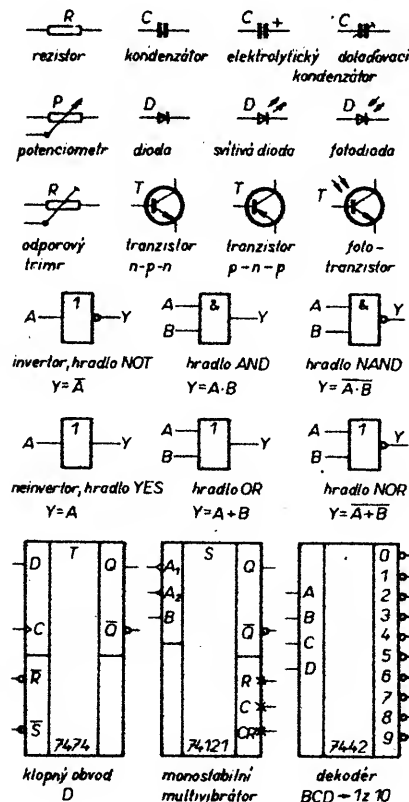 R C C + C
rezistor kondenzátor elektrolytický dolaďovací
kondenzátor
P D D D
potenciometr dioda svítivá dioda fotodioda
R T T T
odporový tranzistor tranzistor foto-
trimr n-p-n p-n-p tranzistor
1 & &
A Y A B Y A B Y
invertor, hradlo NOT hradlo AND hradlo NAND
Y=A̅ Y=A·B Y=A̅·̅B̅
1 1 1
A Y A B Y A B Y
neinvertor, hradlo YES hradlo OR hradlo NOR
Y=A Y=A+B Y=A̅+̅B̅
T S 0
D Q A1 Q 1
A2 A 2
B B 3
C Q̅ Q̅ C 4
D 5
R̅ R 6
C 7
S̅ CR 8
7474 74121 7442 9
klopný obvod monostabilní dekodér
D multivibrátor BCD → 1 z 10